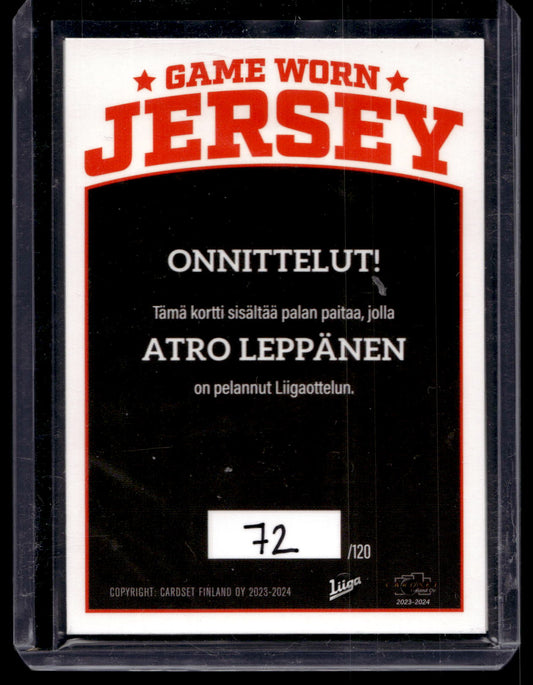 GAME WORN
JERSEY
ONNITTELUT!
Tämä kortti sisältää palan paitaa, jolla
ATRO LEPPÄNEN
on pelannut Liigaottelun.
72
/120
COPYRIGHT: CARDSET FINLAND OY 2023-2024
Liiga
2023-2024